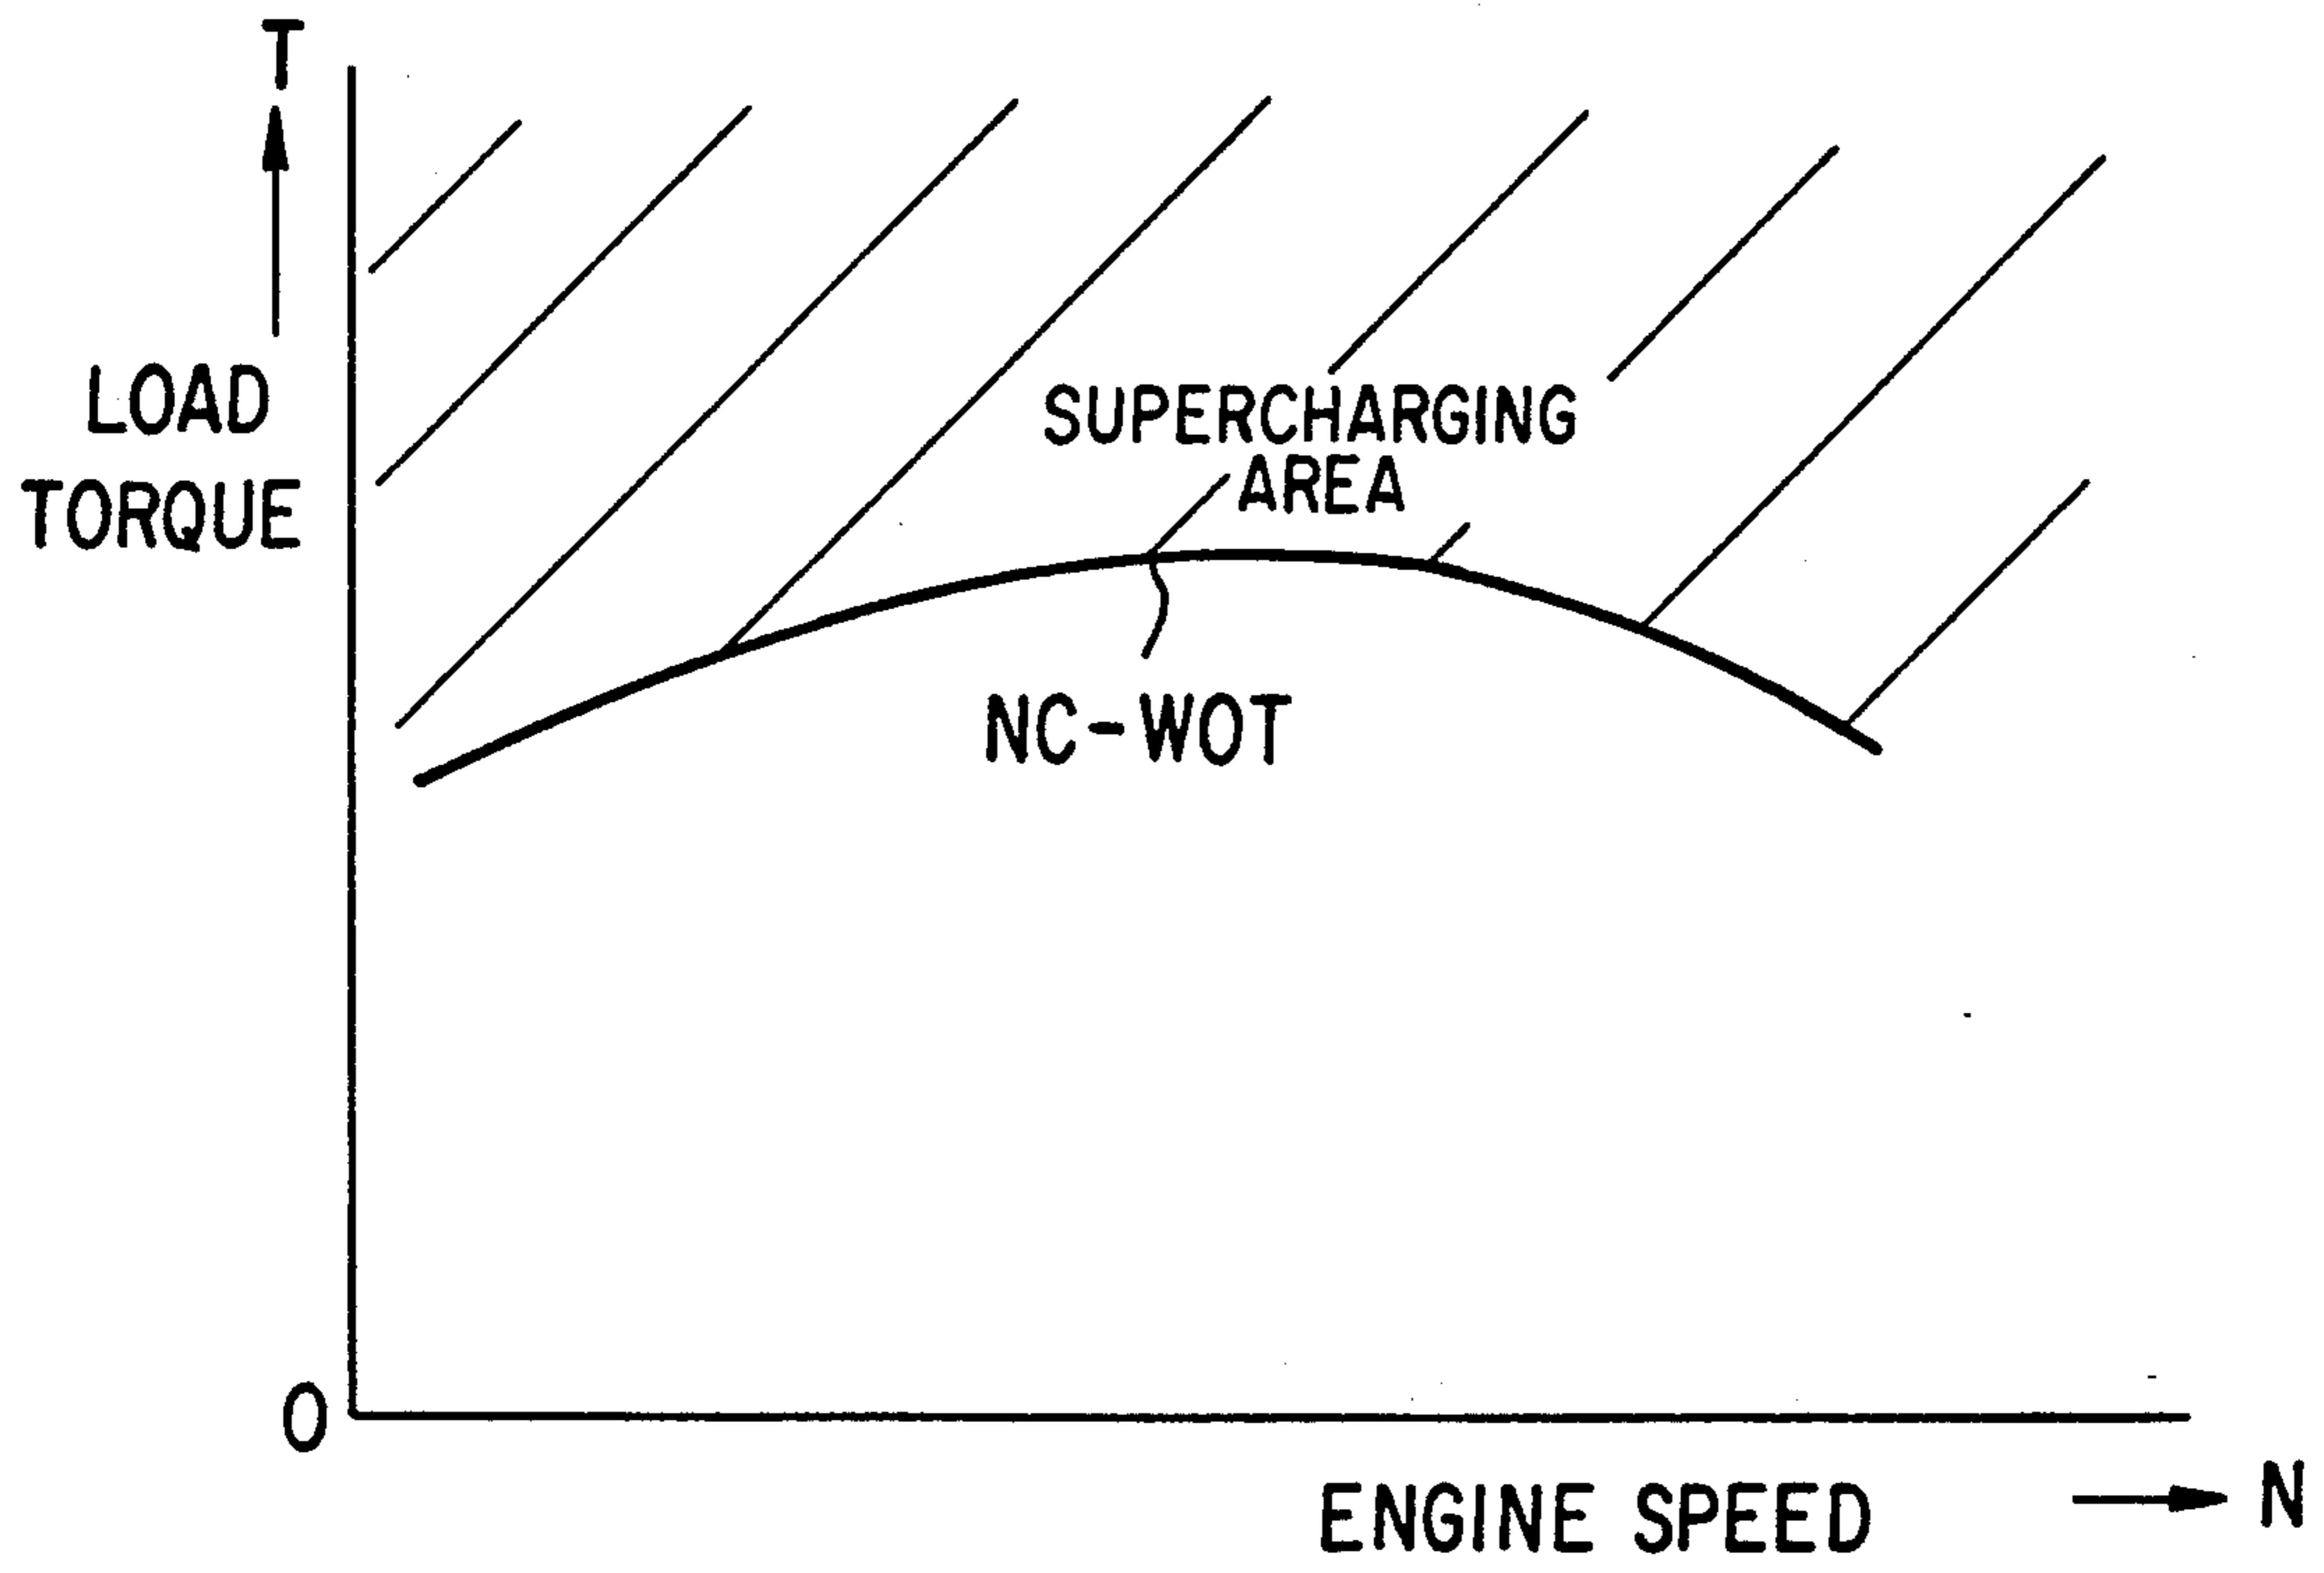 T
LOAD
TORQUE
SUPERCHARGING
AREA
NC-WOT
0
ENGINE SPEED
N